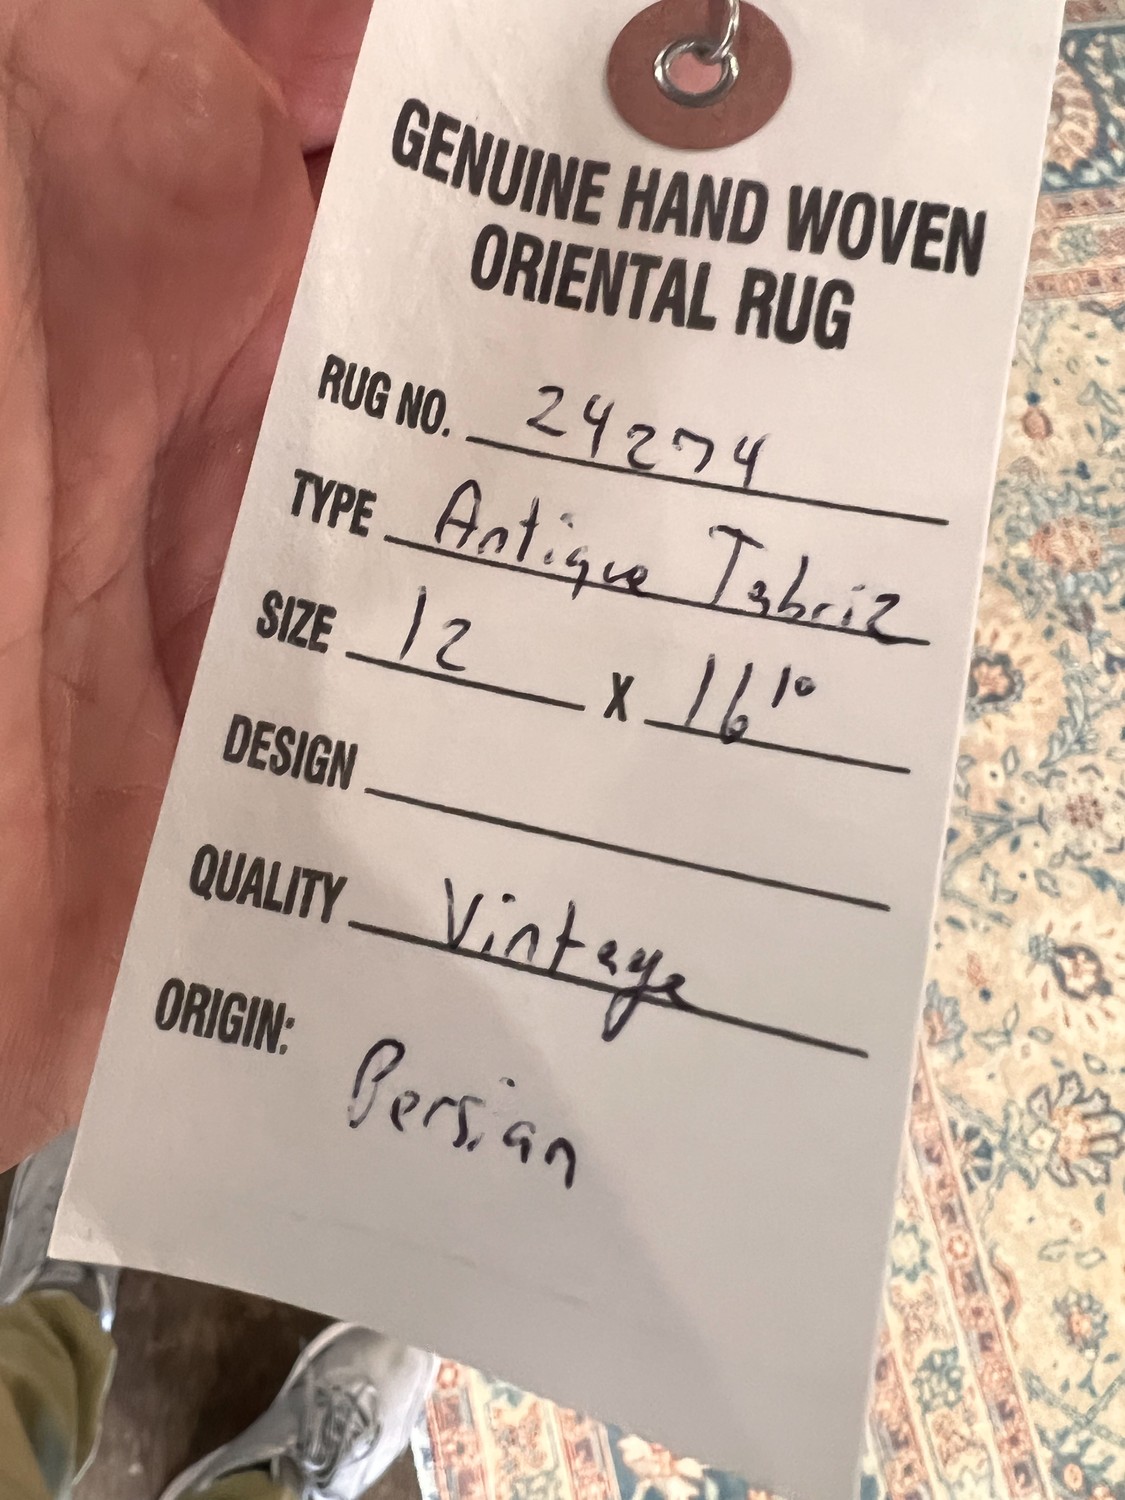 GENUINE HAND WOVEN
ORIENTAL RUG
RUG NO. 24274
TYPE Antique Tabriz
SIZE 12 X 16'10
DESIGN
QUALITY Vintage
ORIGIN: Persian